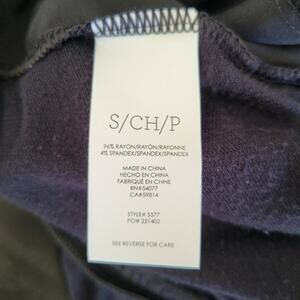 S/CH/P
96% RAYON/RAYÓN/RAYONNE
4% SPANDEX/SPANDEX/SPANDEX
MADE IN CHINA
HECHO EN CHINA
FABRIQUÉ EN CHINE
RN#54077
CA#59814
STYLE# 5577
PO# 221402
SEE REVERSE FOR CARE